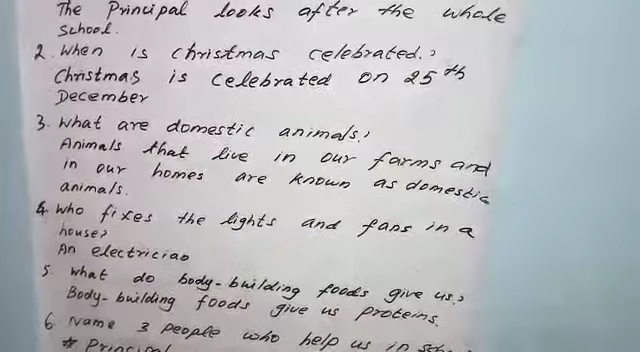 The Principal looks after the whole
School.
2. When is christmas celebrated.?
Christmas is celebrated on 25th
December
3. What are domestic animals?
Animals that live in our farms and
in our homes are known as domestic
animals.
4. Who fixes the lights and fans in a
house?
An electrician
5. What do body-building foods give us?
Body-building foods give us proteins.
6. Name 3 people who help us in
* Principal